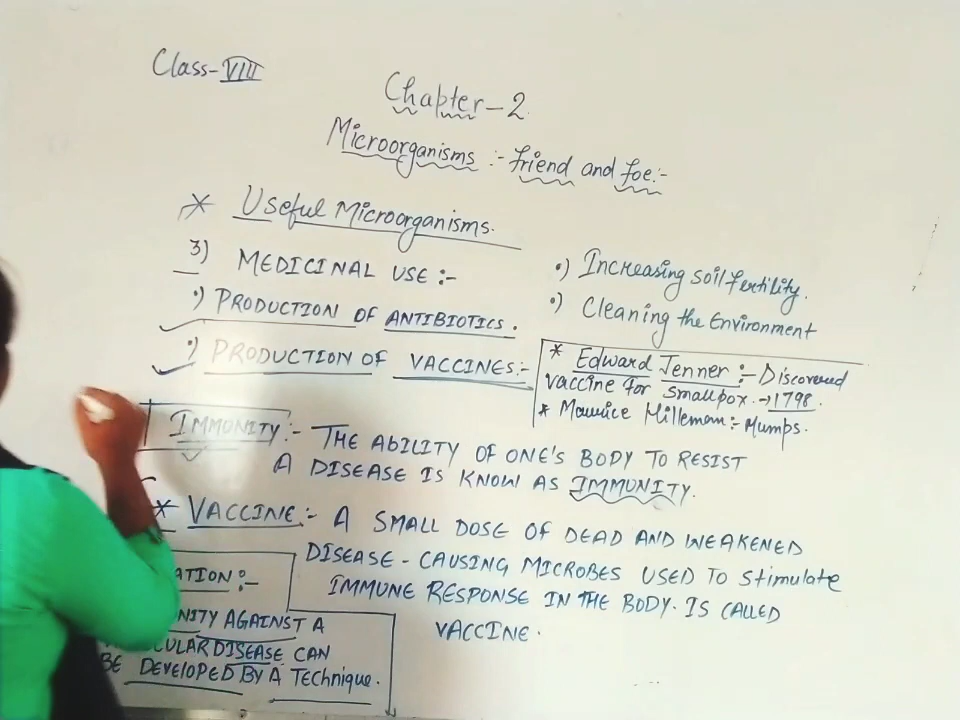 Class-VIII
Chapter-2
Microorganisms :- friend and foe:-
* Useful Microorganisms.
3) MEDICINAL USE :-
•) PRODUCTION OF ANTIBIOTICS.
•) PRODUCTION OF VACCINES:-
•) Increasing soil fertility.
•) Cleaning the Environment
* Edward Jenner :- Discovered
vaccine for smallpox. → 1798.
* Maurice Hilleman:- Mumps.
IMMUNITY:- THE ABILITY OF ONE'S BODY TO RESIST
A DISEASE IS KNOW AS IMMUNITY.
* VACCINE:- A SMALL DOSE OF DEAD AND WEAKENED
DISEASE - CAUSING MICROBES USED TO Stimulate
IMMUNE RESPONSE IN THE BODY. IS CALLED
VACCINE.
ATION:-
NITY AGAINST A
CULAR DISEASE CAN
BE DEVELOPED BY A Technique.